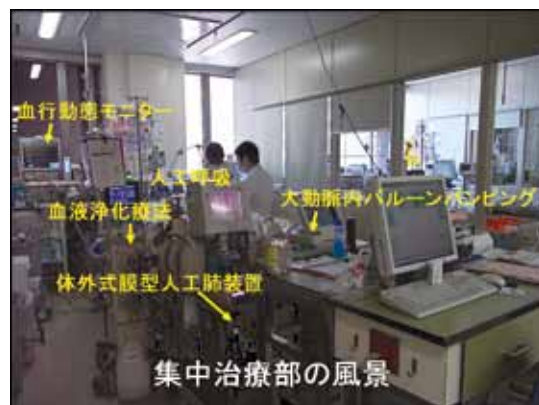 血行動態モニター
人工呼吸
血液浄化療法
大動脈内バルーンパンピング
体外式膜型人工肺装置
集中治療部の風景